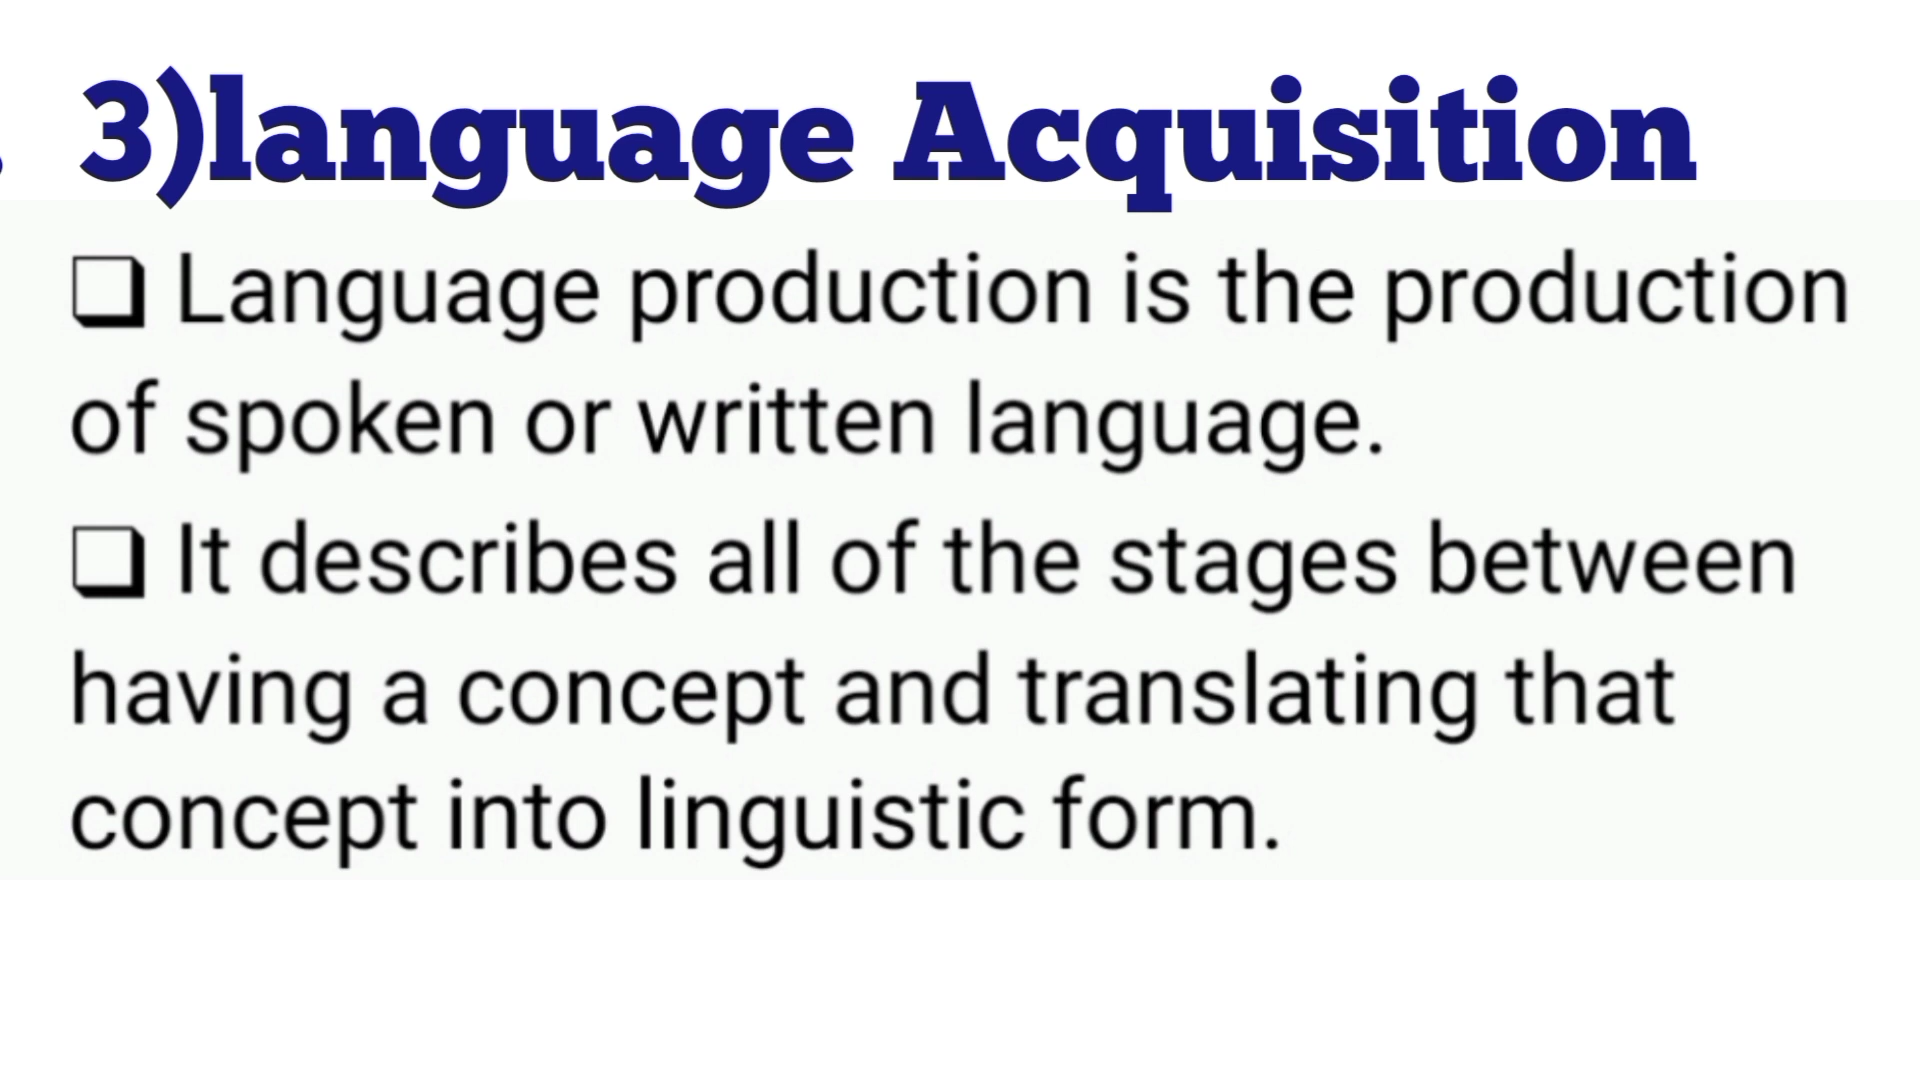 3)language Acquisition
❑ Language production is the production
of spoken or written language.
❑ It describes all of the stages between
having a concept and translating that
concept into linguistic form.